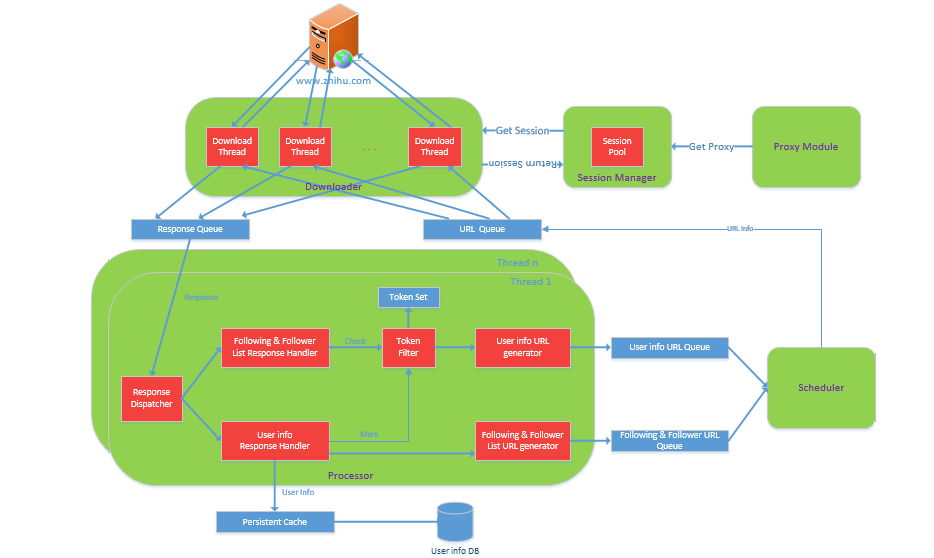 www.zhihu.com
Get Session
Return Session
Get Proxy
Download
Thread
Download
Thread
. . .
Download
Thread
Session
Pool
Proxy Module
Session Manager
Downloader
Response Queue
URL Queue
URL Info
Thread n
Thread 1
Response
Token Set
Following & Follower
List Response Handler
Check
Token
Filter
User info URL
generator
User info URL Queue
Scheduler
Response
Dispatcher
User info
Response Handler
Mark
Following & Follower
List URL generator
Following & Follower URL
Queue
Processor
User Info
Persistent Cache
User info DB